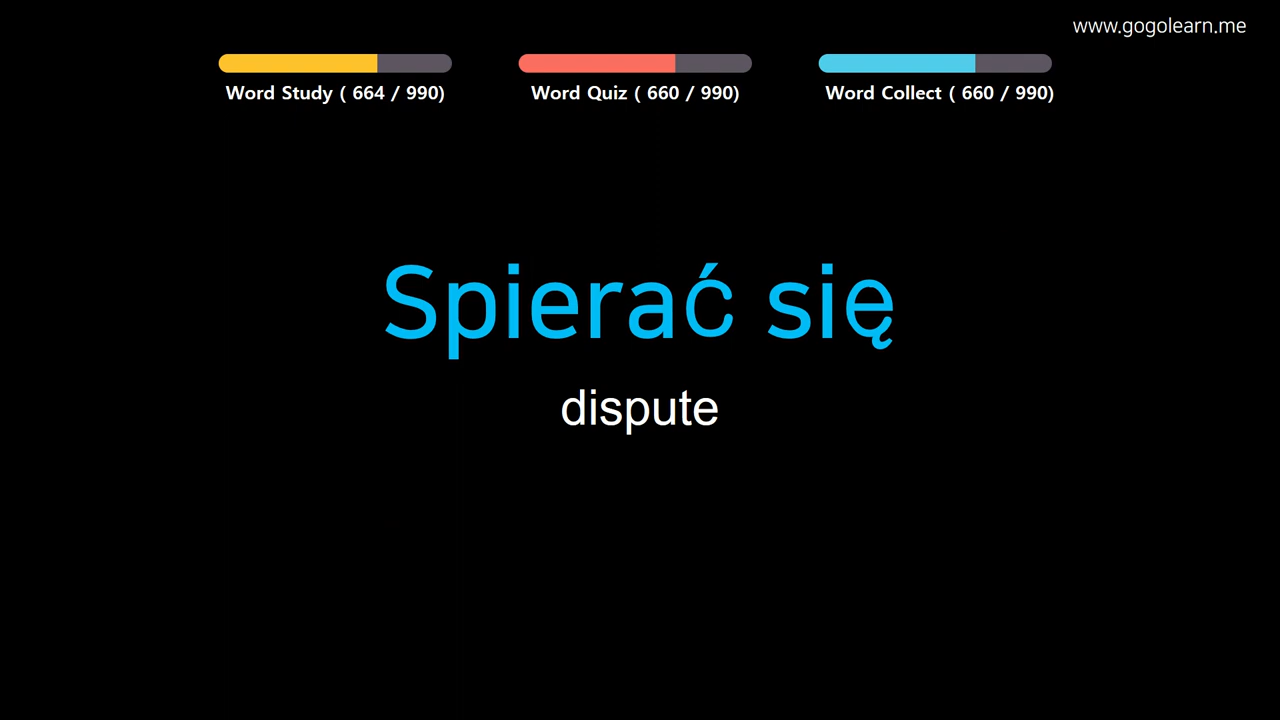 www.gogolearn.me
Word Study ( 664 / 990)
Word Quiz ( 660 / 990)
Word Collect ( 660 / 990)
Spierać się
dispute